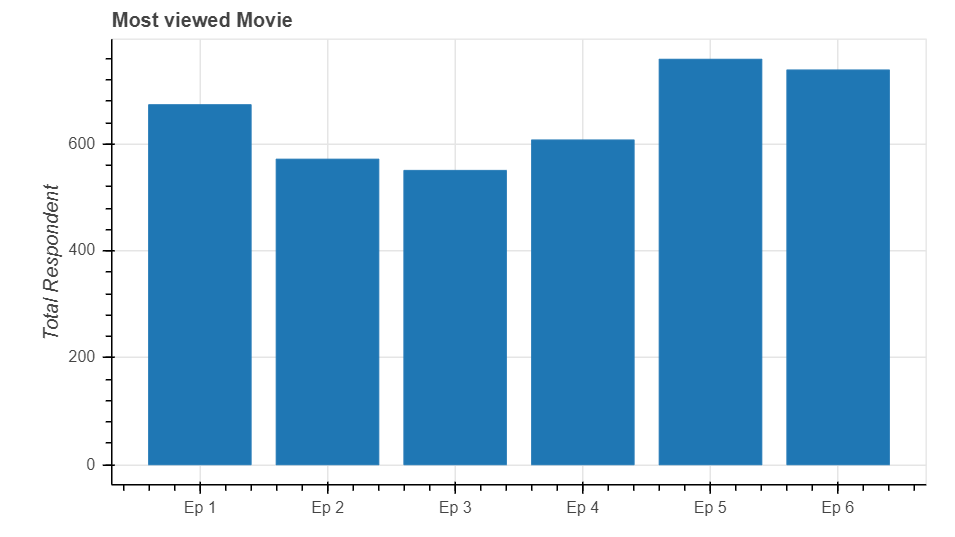 Most viewed Movie
Total Respondent
600
400
200
0
Ep 1 Ep 2 Ep 3 Ep 4 Ep 5 Ep 6